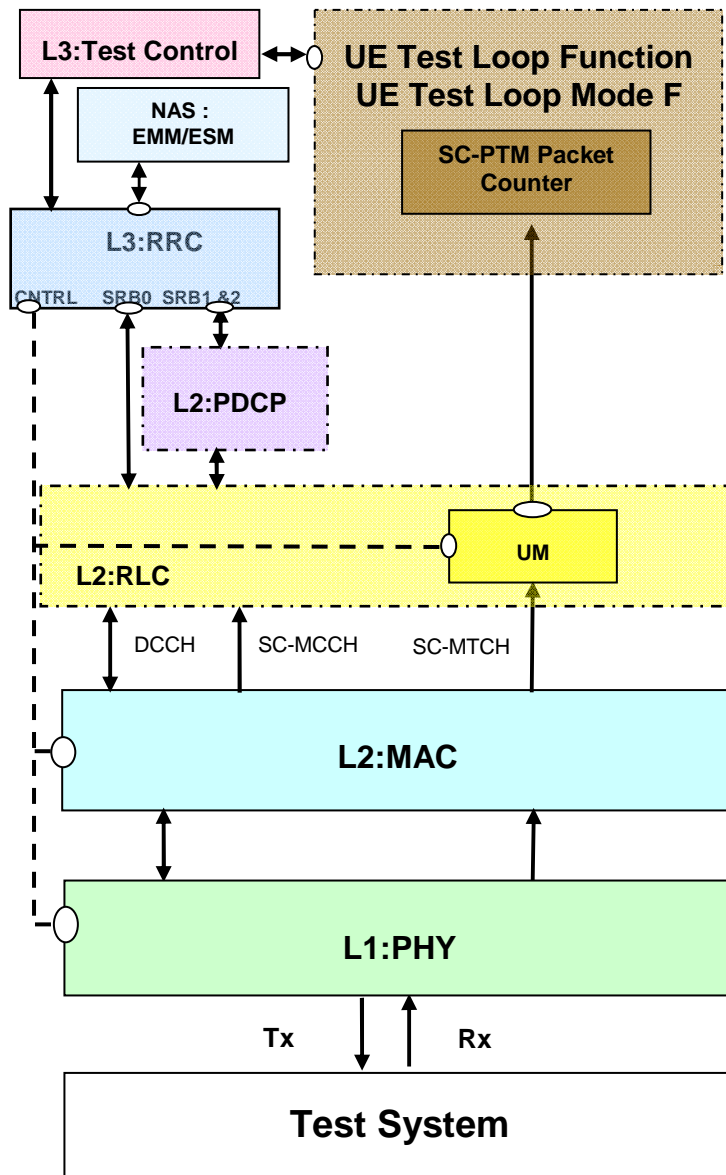 L3:Test Control
UE Test Loop Function
UE Test Loop Mode F
NAS :
EMM/ESM
SC-PTM Packet
Counter
L3:RRC
CNTRL SRB0 SRB1 &2
L2:PDCP
UM
L2:RLC
DCCH SC-MCCH SC-MTCH
L2:MAC
L1:PHY
Tx Rx
Test System